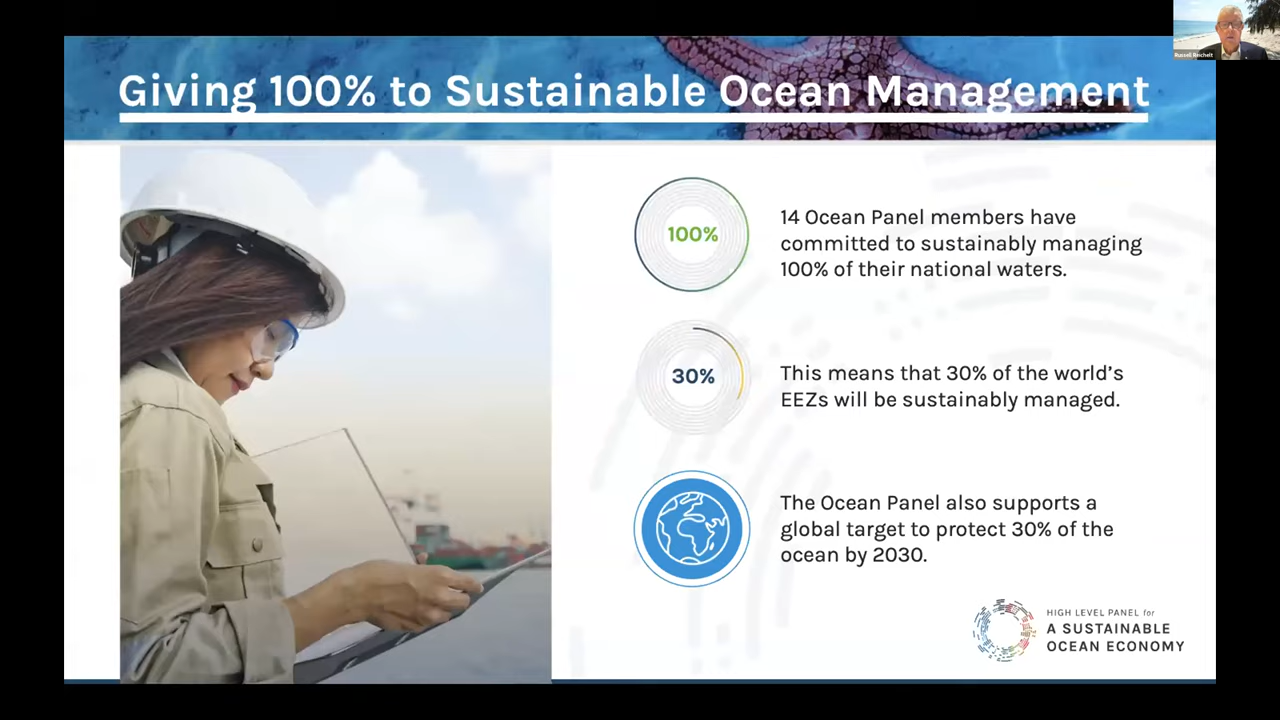 Russell Reichelt
Giving 100% to Sustainable Ocean Management
100%
14 Ocean Panel members have
committed to sustainably managing
100% of their national waters.
30%
This means that 30% of the world's
EEZs will be sustainably managed.
The Ocean Panel also supports a
global target to protect 30% of the
ocean by 2030.
HIGH LEVEL PANEL for
A SUSTAINABLE
OCEAN ECONOMY